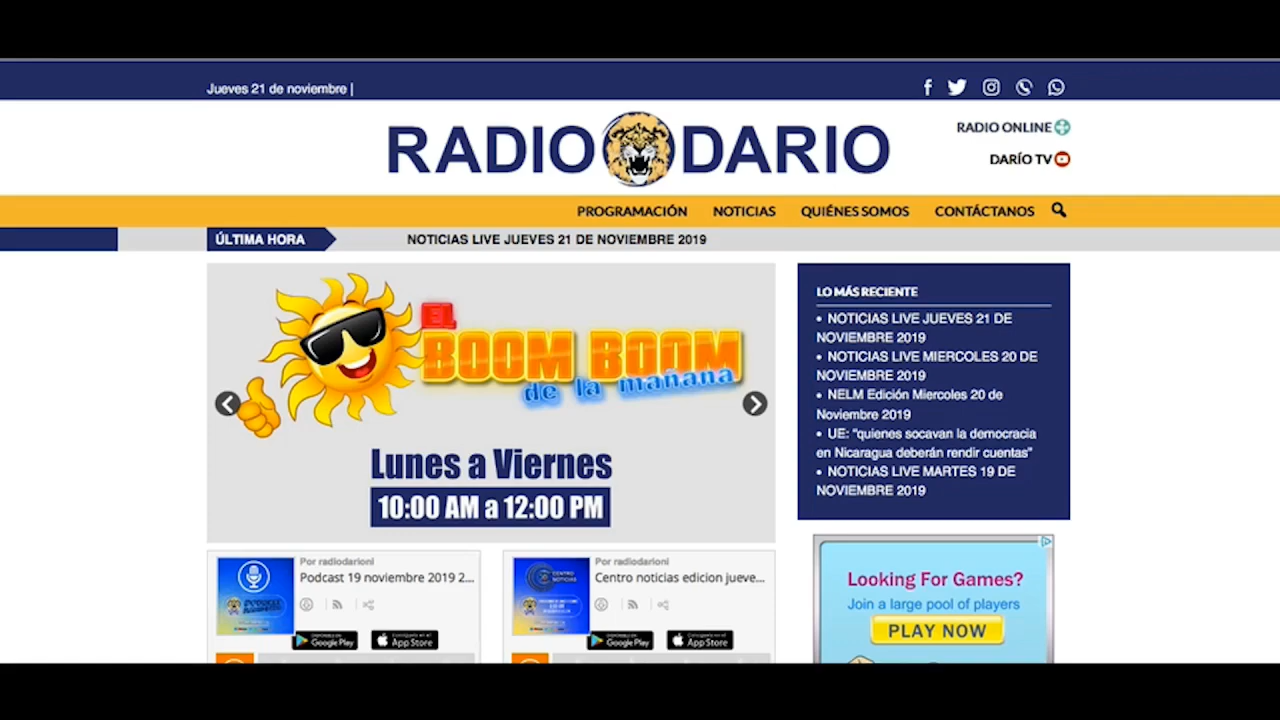 Jueves 21 de noviembre |
RADIO DARIO
RADIO ONLINE
DARÍO TV
PROGRAMACIÓN NOTICIAS QUIÉNES SOMOS CONTÁCTANOS
ÚLTIMA HORA
NOTICIAS LIVE JUEVES 21 DE NOVIEMBRE 2019
EL
BOOM BOOM
de la mañana
Lunes a Viernes
10:00 AM a 12:00 PM
LO MÁS RECIENTE
• NOTICIAS LIVE JUEVES 21 DE
NOVIEMBRE 2019
• NOTICIAS LIVE MIERCOLES 20 DE
NOVIEMBRE 2019
• NELM Edición Miercoles 20 de
Noviembre 2019
• UE: “quienes socavan la democracia
en Nicaragua deberán rendir cuentas”
• NOTICIAS LIVE MARTES 19 DE
NOVIEMBRE 2019
Por radiodarioni
Podcast 19 noviembre 2019 2...
Google Play
App Store
Por radiodarioni
Centro noticias edicion jueve...
CENTRO
NOTICIAS
Google Play
App Store
Looking For Games?
Join a large pool of players
PLAY NOW